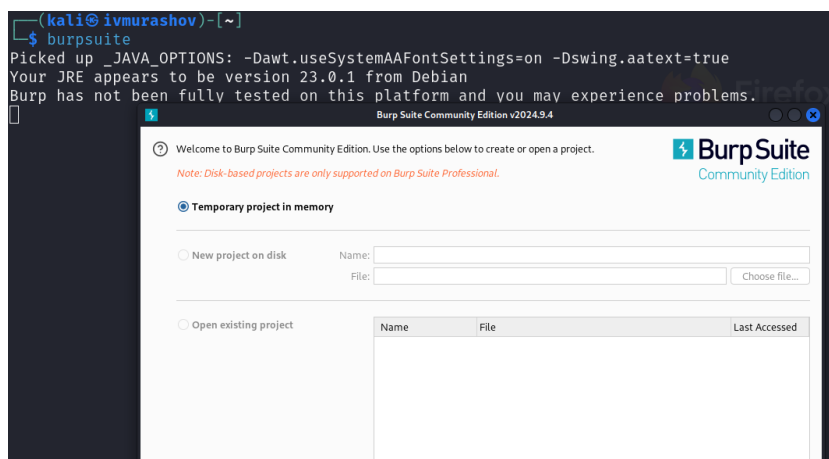 ┌──(kali㉿ivmurashov)-[~]
└─$ burpsuite
Picked up _JAVA_OPTIONS: -Dawt.useSystemAAFontSettings=on -Dswing.aatext=true
Your JRE appears to be version 23.0.1 from Debian
Burp has not been fully tested on this platform and you may experience problems.
Firefox
Burp Suite Community Edition v2024.9.4
Welcome to Burp Suite Community Edition. Use the options below to create or open a project.
Note: Disk-based projects are only supported on Burp Suite Professional.
Burp Suite
Community Edition
Temporary project in memory
New project on disk Name:
File: Choose file...
Open existing project
Name File Last Accessed